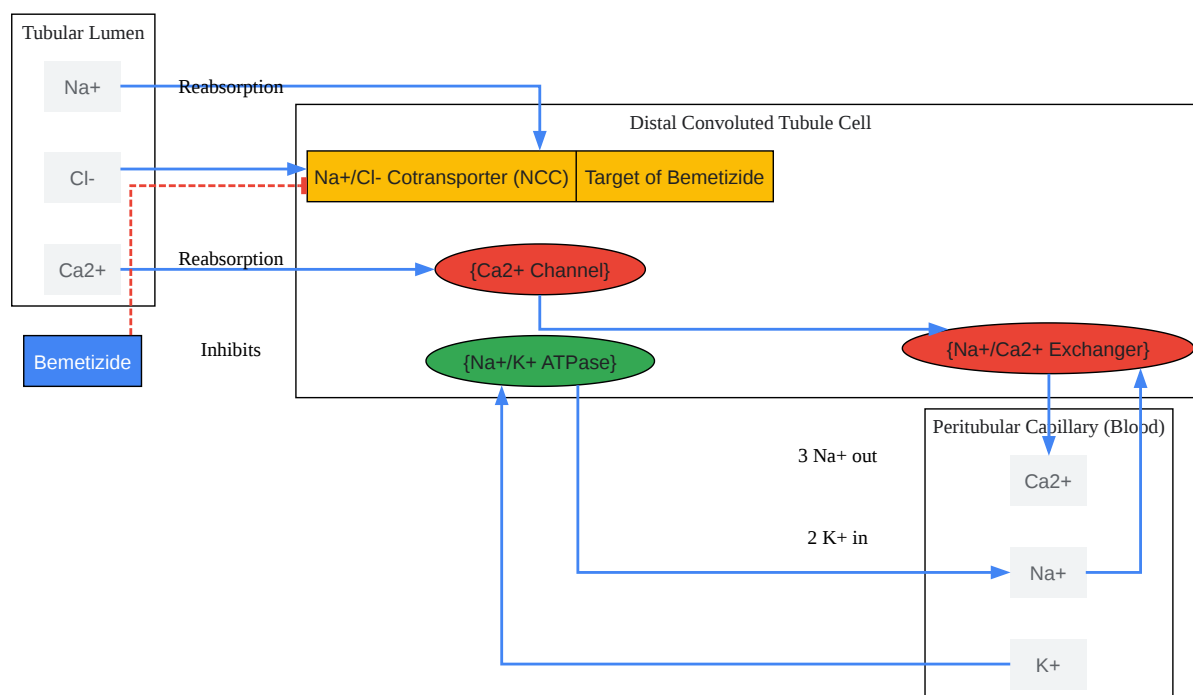 Tubular Lumen
Na+
Reabsorption
Distal Convoluted Tubule Cell
Cl-
Na+/Cl- Cotransporter (NCC)
Target of Bemetizide
Ca2+
Reabsorption
{Ca2+ Channel}
Bemetizide
Inhibits
{Na+/K+ ATPase}
{Na+/Ca2+ Exchanger}
Peritubular Capillary (Blood)
3 Na+ out
Ca2+
2 K+ in
Na+
K+